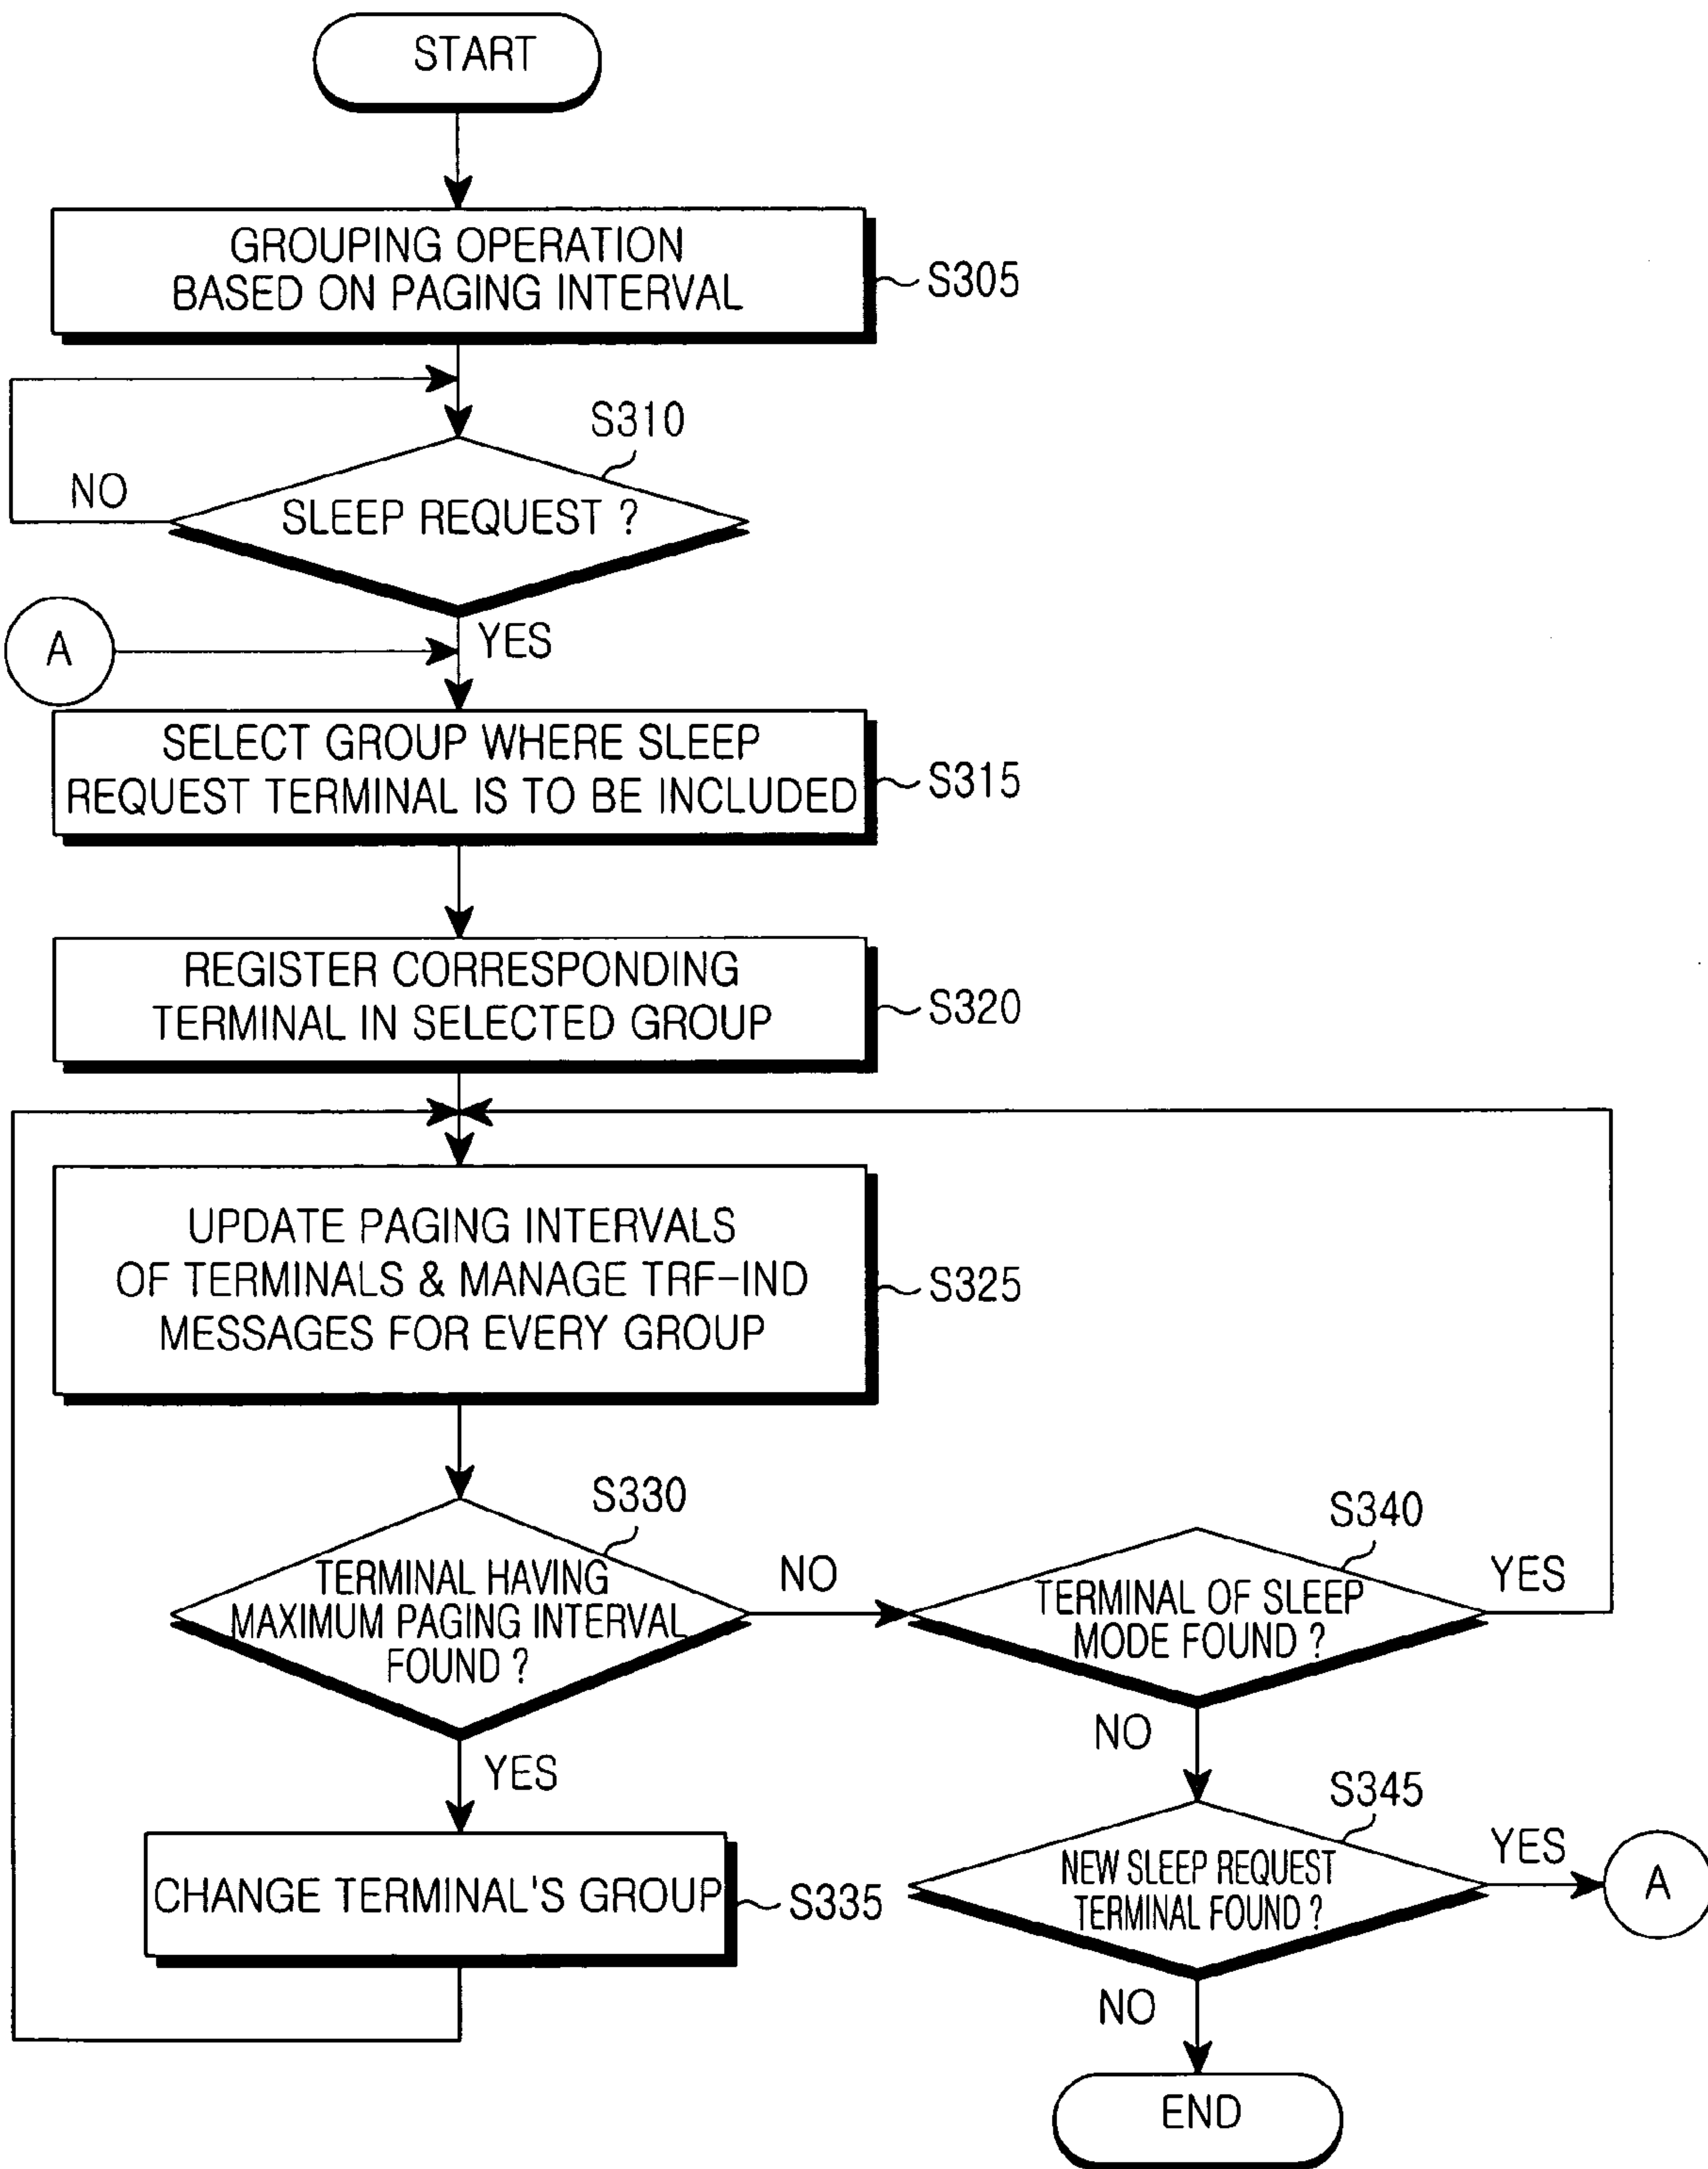 START
GROUPING OPERATION
BASED ON PAGING INTERVAL
S305
S310
NO
SLEEP REQUEST ?
A
YES
SELECT GROUP WHERE SLEEP
REQUEST TERMINAL IS TO BE INCLUDED
S315
REGISTER CORRESPONDING
TERMINAL IN SELECTED GROUP
S320
UPDATE PAGING INTERVALS
OF TERMINALS & MANAGE TRF-IND
MESSAGES FOR EVERY GROUP
S325
S330
TERMINAL HAVING
MAXIMUM PAGING INTERVAL
FOUND ?
NO
S340
TERMINAL OF SLEEP
MODE FOUND ?
YES
NO
YES
S345
NEW SLEEP REQUEST
TERMINAL FOUND ?
YES
A
CHANGE TERMINAL'S GROUP
S335
NO
END